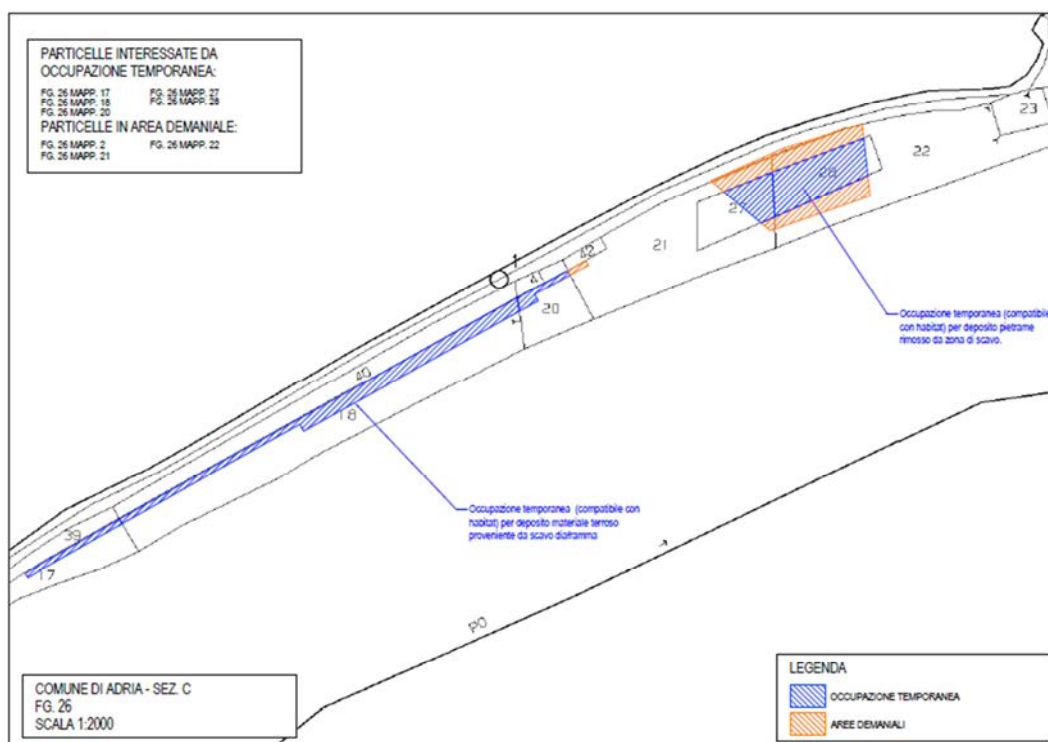 PARTICELLE INTERESSATE DA
OCCUPAZIONE TEMPORANEA:
FG. 26 MAPP. 17 FG. 26 MAPP. 27
FG. 26 MAPP. 18 FG. 26 MAPP. 28
FG. 26 MAPP. 20
PARTICELLE IN AREA DEMANIALE:
FG. 26 MAPP. 2 FG. 26 MAPP. 22
FG. 26 MAPP. 21
23
22
28
27
21
1
42
41
20
40
18
39
17
Occupazione temporanea (compatibile
con habitat) per deposito pietrame
rimosso da zona di scavo.
Occupazione temporanea (compatibile con
habitat) per deposito materiale terroso
proveniente da scavo diaframma
PO
COMUNE DI ADRIA - SEZ. C
FG. 26
SCALA 1:2000
LEGENDA
OCCUPAZIONE TEMPORANEA
AREE DEMANIALI